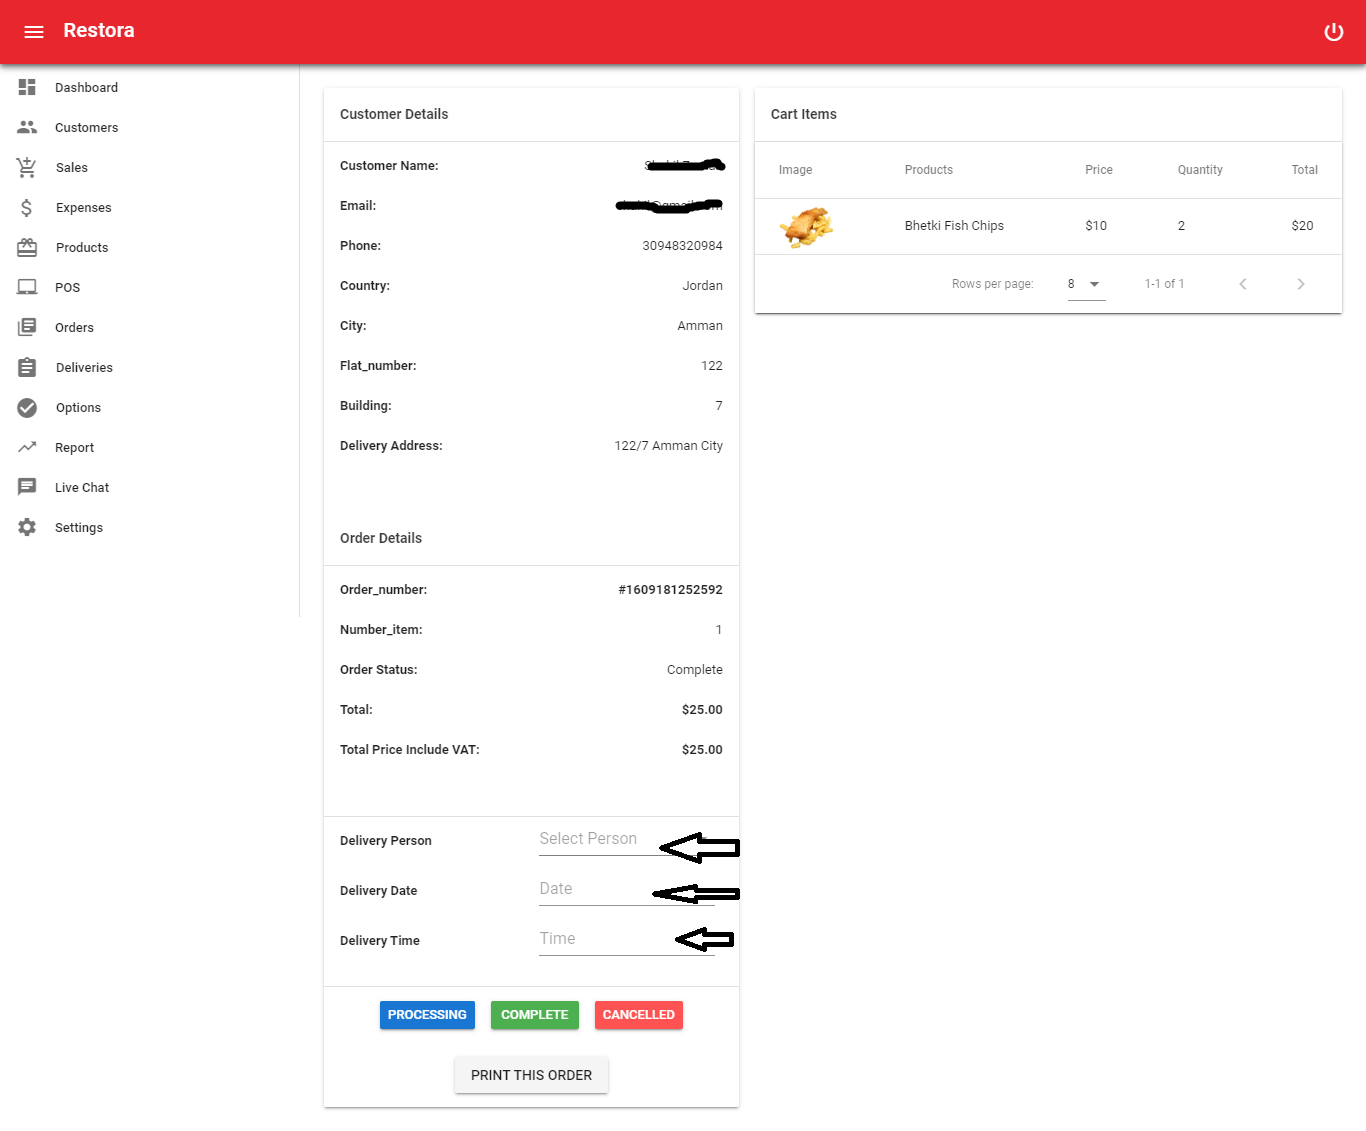 Restora
Dashboard
Customers
Sales
Expenses
Products
POS
Orders
Deliveries
Options
Report
Live Chat
Settings
Customer Details
Customer Name:
Email:
Phone: 30948320984
Country: Jordan
City: Amman
Flat_number: 122
Building: 7
Delivery Address: 122/7 Amman City
Order Details
Order_number: #1609181252592
Number_item: 1
Order Status: Complete
Total: $25.00
Total Price Include VAT: $25.00
Delivery Person Select Person
Delivery Date Date
Delivery Time Time
PROCESSING COMPLETE CANCELLED
PRINT THIS ORDER
Cart Items
Image Products Price Quantity Total
Bhetki Fish Chips $10 2 $20
Rows per page: 8 1-1 of 1